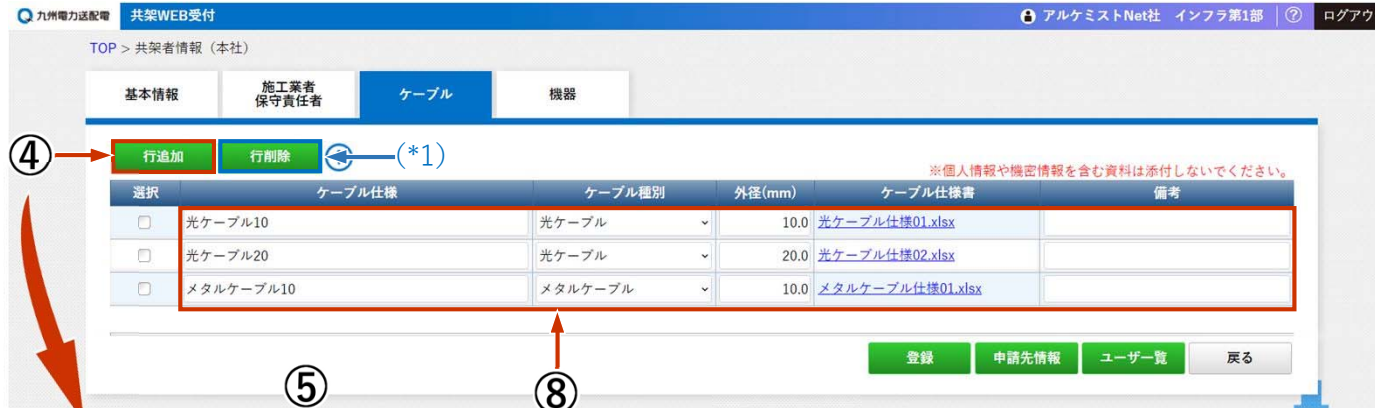 九州電力送配電 共架WEB受付 アルケミストNet社 インフラ第1部 ? ログアウ
TOP > 共架者情報（本社）
基本情報 施工業者 保守責任者 ケーブル 機器
④ 行追加 行削除 (*1)
※個人情報や機密情報を含む資料は添付しないでください。
選択 ケーブル仕様 ケーブル種別 外径(mm) ケーブル仕様書 備考
光ケーブル10 光ケーブル 10.0 光ケーブル仕様01.xlsx
光ケーブル20 光ケーブル 20.0 光ケーブル仕様02.xlsx
メタルケーブル10 メタルケーブル 10.0 メタルケーブル仕様01.xlsx
登録 申請先情報 ユーザ一覧 戻る
⑤ ⑧